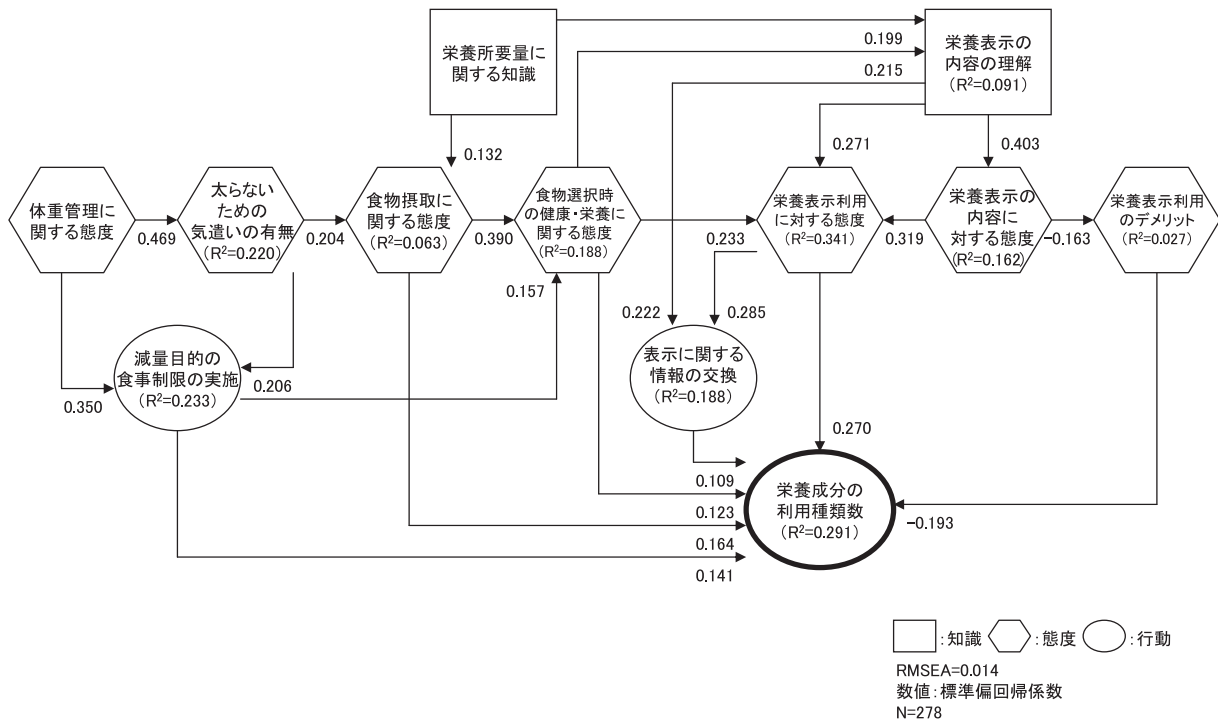 栄養所要量に
関する知識
0.199
0.215
栄養表示の
内容の理解
(R²=0.091)
0.132
0.271
0.403
体重管理に
関する態度
0.469
太らない
ための
気遣いの有無
(R²=0.220)
0.204
食物摂取に
関する態度
(R²=0.063)
0.390
食物選択時
の健康・栄養に
関する態度
(R²=0.188)
0.233
栄養表示利用
に対する態度
(R²=0.341)
0.319
栄養表示の
内容に
対する態度
(R²=0.162)
−0.163
栄養表示利用
のデメリット
(R²=0.027)
0.157
0.222
0.285
減量目的の
食事制限の実施
(R²=0.233)
0.350
0.206
表示に関する
情報の交換
(R²=0.188)
0.270
0.109
0.123
0.164
0.141
栄養成分の
利用種類数
(R²=0.291)
−0.193
:知識 :態度 :行動
RMSEA=0.014
数値:標準偏回帰係数
N=278